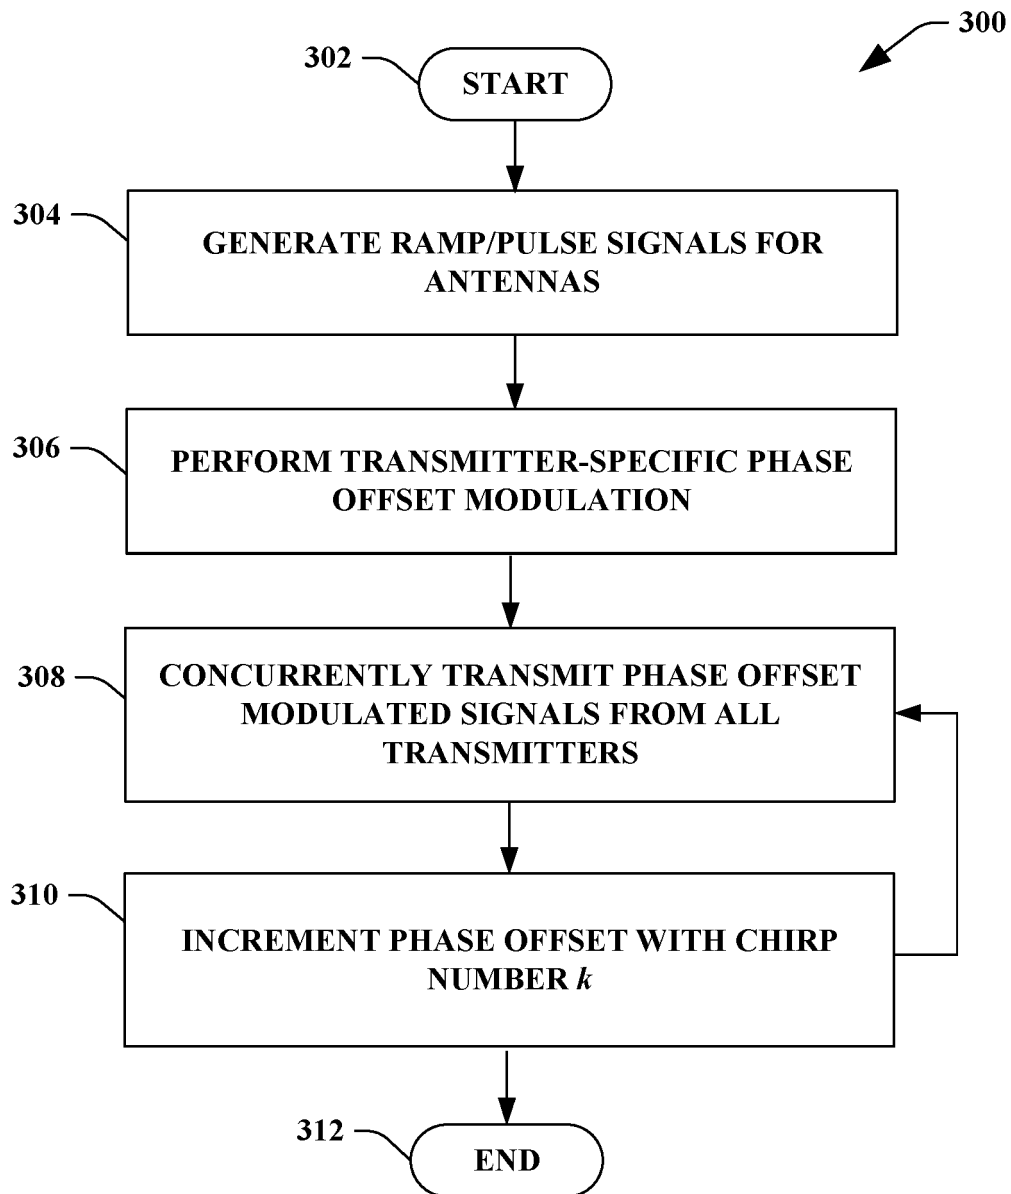 300
302
START
304
GENERATE RAMP/PULSE SIGNALS FOR
ANTENNAS
306
PERFORM TRANSMITTER-SPECIFIC PHASE
OFFSET MODULATION
308
CONCURRENTLY TRANSMIT PHASE OFFSET
MODULATED SIGNALS FROM ALL
TRANSMITTERS
310
INCREMENT PHASE OFFSET WITH CHIRP
NUMBER k
312
END